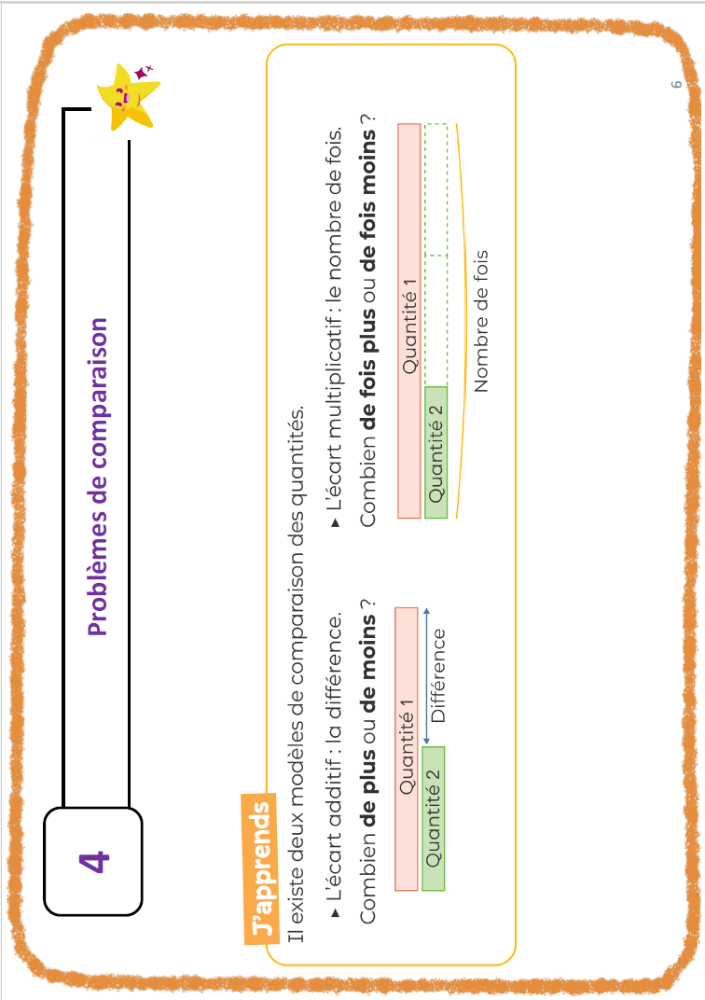 4
Problèmes de comparaison
J'apprends
Il existe deux modèles de comparaison des quantités.
► L'écart additif : la différence.
Combien de plus ou de moins ?
Quantité 1
Quantité 2
Différence
► L'écart multiplicatif : le nombre de fois.
Combien de fois plus ou de fois moins ?
Quantité 1
Quantité 2
Nombre de fois
6